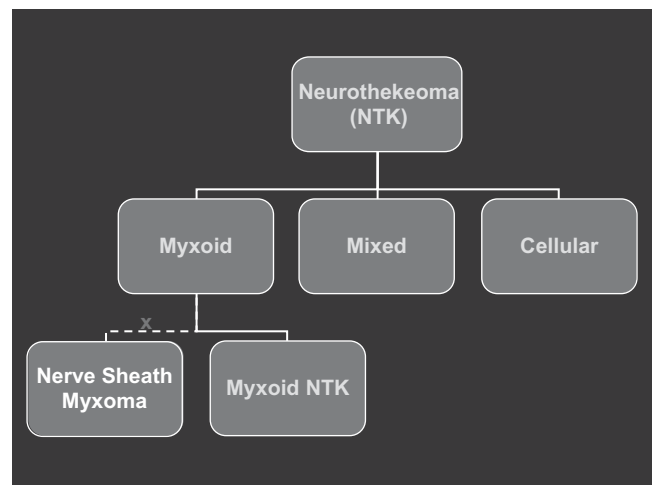 Neurothekeoma
(NTK)
Myxoid
Mixed
Cellular
x
Nerve Sheath
Myxoma
Myxoid NTK